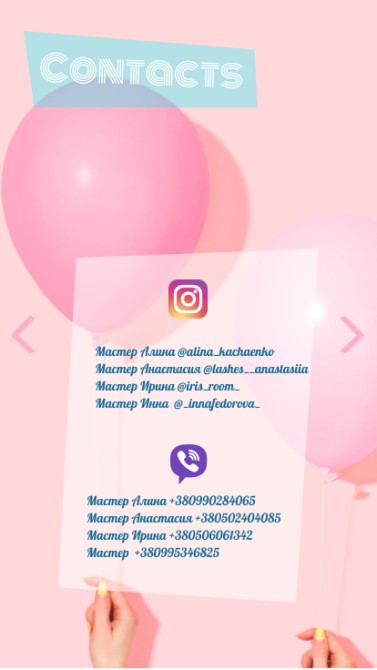 Contacts
Мастер Алина @alina_kachaenko
Мастер Анастасия @lashes__anastasiia
Мастер Ирина @iris_room_
Мастер Инна @_innafedorova_
Мастер Алина +380990284065
Мастер Анастасия +380502404085
Мастер Ирина +380506061342
Мастер +380995346825